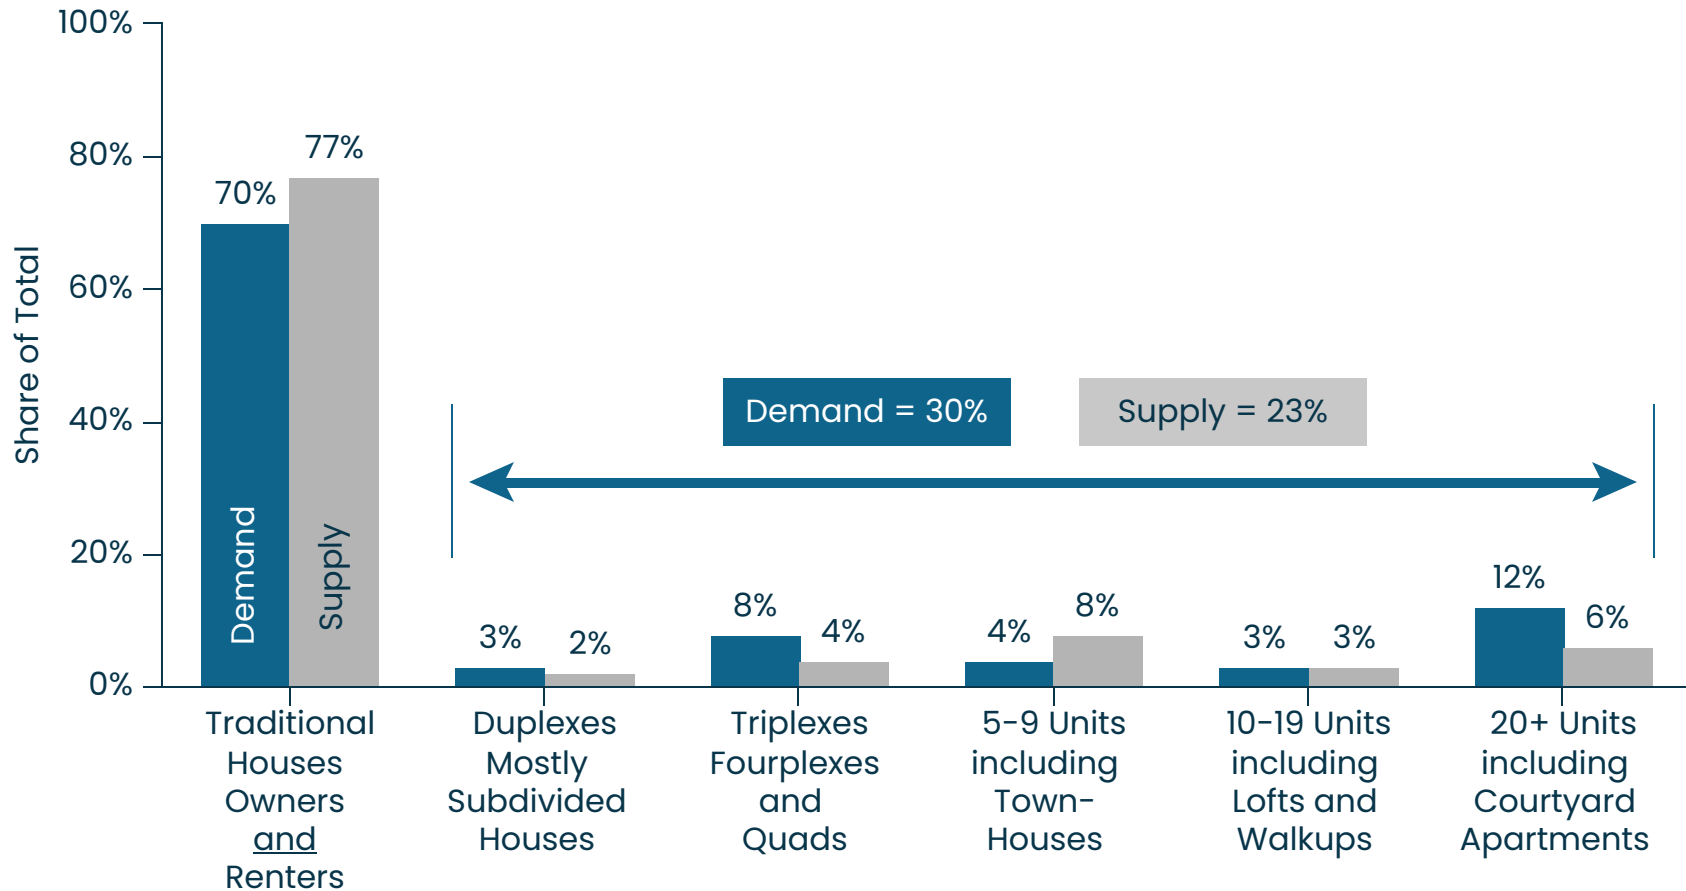 100%
80%
60%
40%
20%
0%
Share of Total
70%
77%
Demand
Supply
Demand = 30%
Supply = 23%
3%
2%
8%
4%
4%
8%
3%
3%
12%
6%
Traditional
Houses
Owners
and
Renters
Duplexes
Mostly
Subdivided
Houses
Triplexes
Fourplexes
and
Quads
5-9 Units
including
Town-
Houses
10-19 Units
including
Lofts and
Walkups
20+ Units
including
Courtyard
Apartments